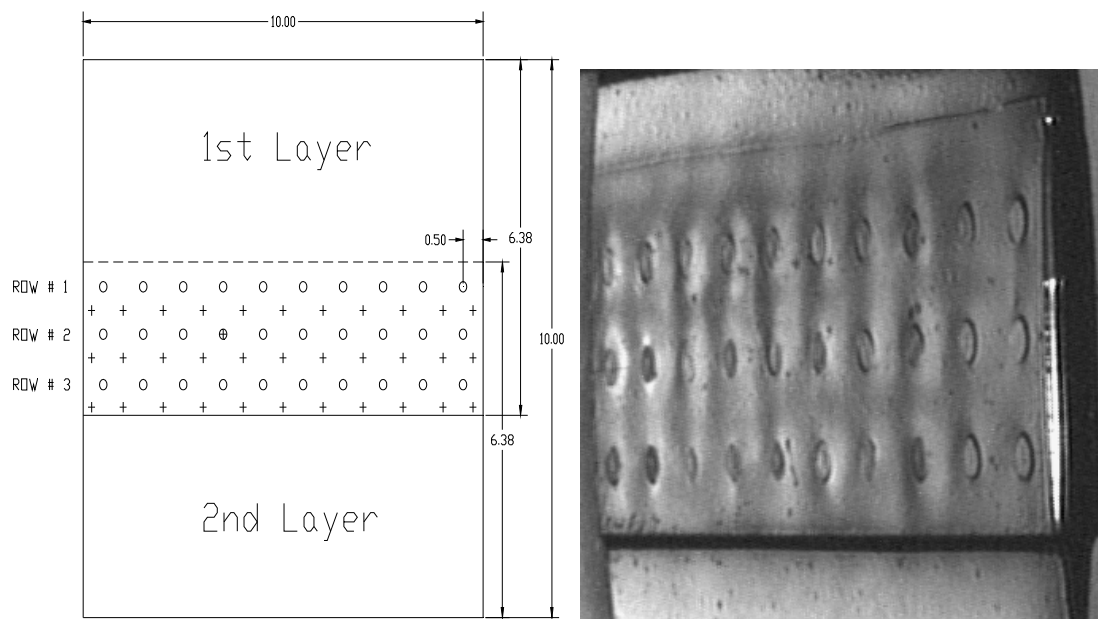 10.00
1st Layer
0.50
6.38
ROW # 1
ROW # 2
10.00
ROW # 3
6.38
2nd Layer